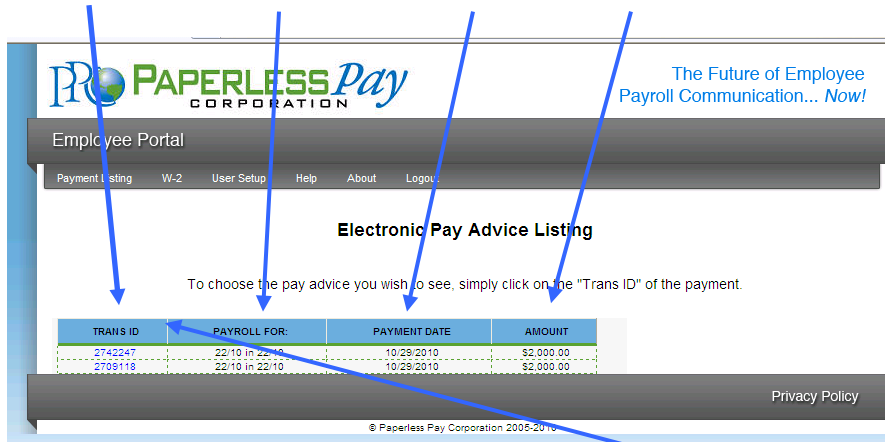 PPC PAPERLESS Pay
CORPORATION
The Future of Employee
Payroll Communication... Now!
Employee Portal
Payment Listing W-2 User Setup Help About Logout
Electronic Pay Advice Listing
To choose the pay advice you wish to see, simply click on the "Trans ID" of the payment.
TRANS ID PAYROLL FOR: PAYMENT DATE AMOUNT
2742247 22/10 in 22/10 10/29/2010 $2,000.00
2709118 22/10 in 22/10 10/29/2010 $2,000.00
Privacy Policy
© Paperless Pay Corporation 2005-2010